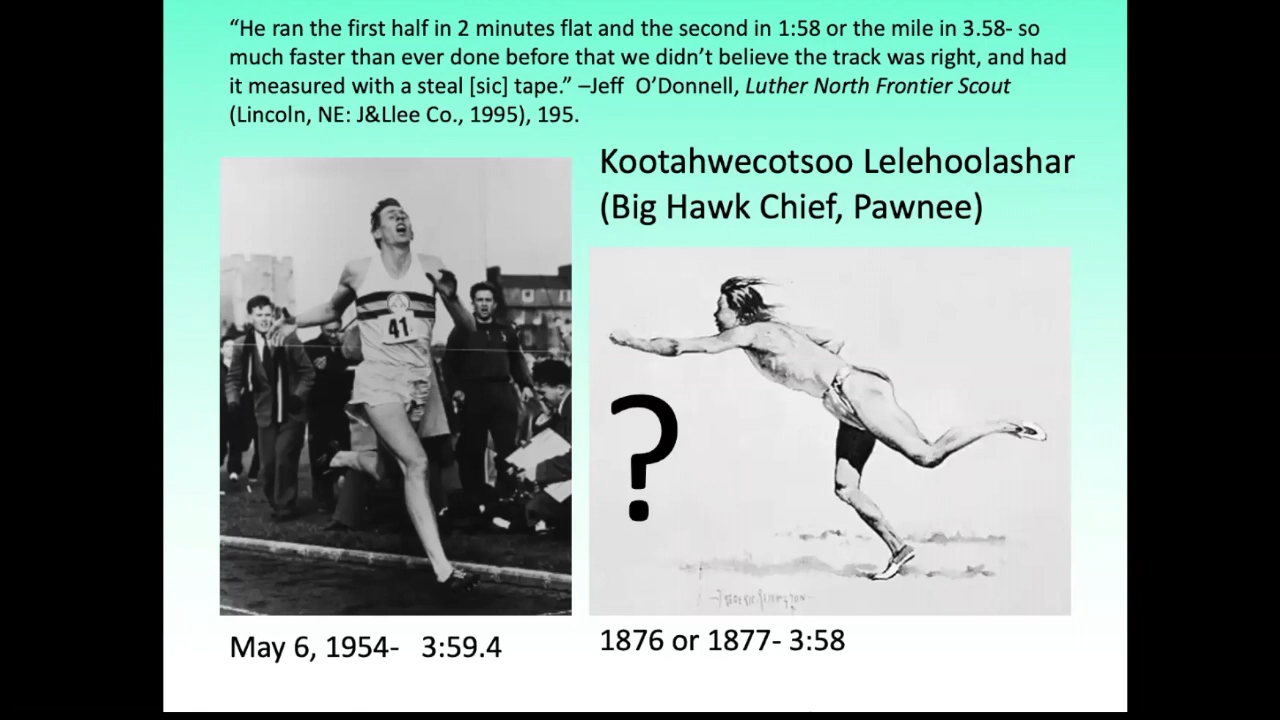 “He ran the first half in 2 minutes flat and the second in 1:58 or the mile in 3.58- so
much faster than ever done before that we didn’t believe the track was right, and had
it measured with a steal [sic] tape.” –Jeff  O’Donnell, Luther North Frontier Scout
(Lincoln, NE: J&Llee Co., 1995), 195.
Kootahwecotsoo Lelehoolashar
(Big Hawk Chief, Pawnee)
41
?
-FREDERIC REMINGTON-
May 6, 1954-   3:59.4
1876 or 1877- 3:58